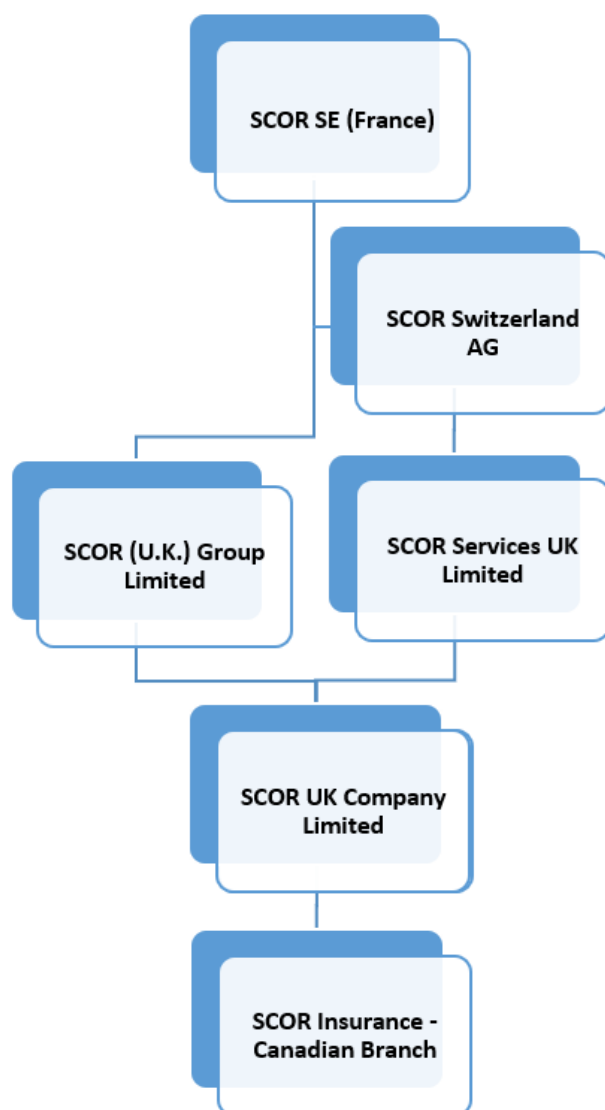 SCOR SE (France)
SCOR Switzerland
AG
SCOR (U.K.) Group
Limited
SCOR Services UK
Limited
SCOR UK Company
Limited
SCOR Insurance -
Canadian Branch